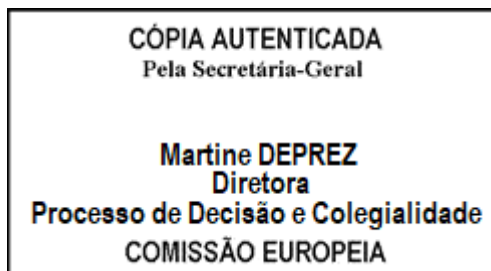 CÓPIA AUTENTICADA
Pela Secretária-Geral
Martine DEPREZ
Diretora
Processo de Decisão e Colegialidade
COMISSÃO EUROPEIA